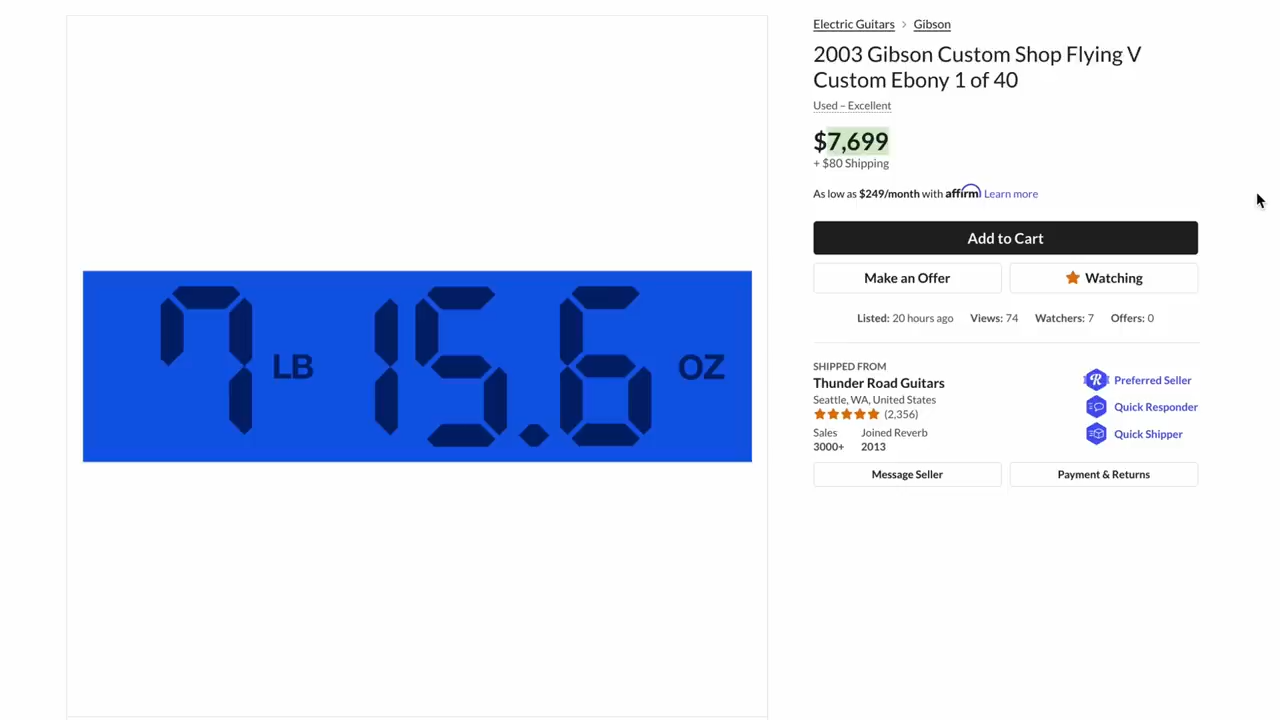 7 LB 15.6 OZ
Electric Guitars > Gibson
2003 Gibson Custom Shop Flying V
Custom Ebony 1 of 40
Used – Excellent
$7,699
+ $80 Shipping
As low as $249/month with affirm Learn more
Add to Cart
Make an Offer
Watching
Listed: 20 hours ago Views: 74 Watchers: 7 Offers: 0
SHIPPED FROM
Thunder Road Guitars
Seattle, WA, United States
(2,356)
Sales Joined Reverb
3000+ 2013
R Preferred Seller
Quick Responder
Quick Shipper
Message Seller
Payment & Returns